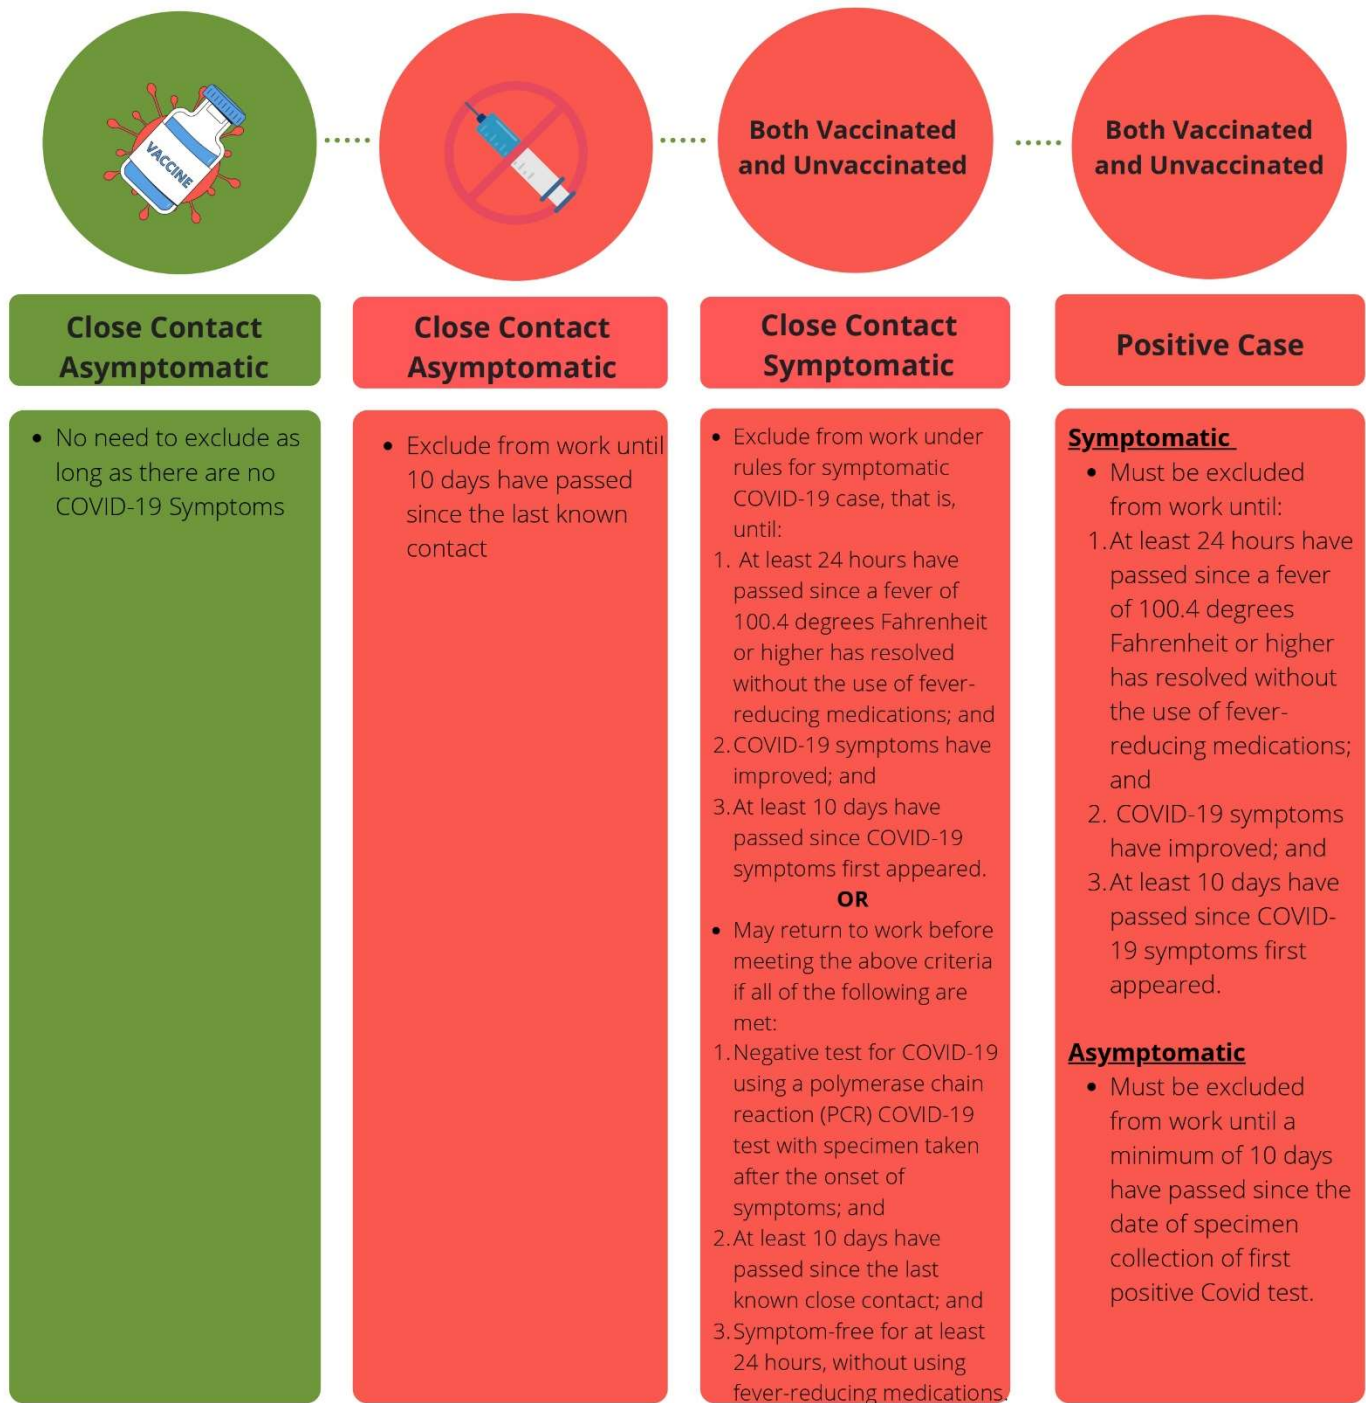 VACCINE
Both Vaccinated
and Unvaccinated
Both Vaccinated
and Unvaccinated
Close Contact
Asymptomatic
• No need to exclude as
long as there are no
COVID-19 Symptoms
Close Contact
Asymptomatic
• Exclude from work until
10 days have passed
since the last known
contact
Close Contact
Symptomatic
• Exclude from work under
rules for symptomatic
COVID-19 case, that is,
until:
1. At least 24 hours have
passed since a fever of
100.4 degrees Fahrenheit
or higher has resolved
without the use of fever-
reducing medications; and
2. COVID-19 symptoms have
improved; and
3. At least 10 days have
passed since COVID-19
symptoms first appeared.
OR
• May return to work before
meeting the above criteria
if all of the following are
met:
1. Negative test for COVID-19
using a polymerase chain
reaction (PCR) COVID-19
test with specimen taken
after the onset of
symptoms; and
2. At least 10 days have
passed since the last
known close contact; and
3. Symptom-free for at least
24 hours, without using
fever-reducing medications.
Positive Case
Symptomatic
• Must be excluded
from work until:
1. At least 24 hours have
passed since a fever
of 100.4 degrees
Fahrenheit or higher
has resolved without
the use of fever-
reducing medications;
and
2. COVID-19 symptoms
have improved; and
3. At least 10 days have
passed since COVID-
19 symptoms first
appeared.
Asymptomatic
• Must be excluded
from work until a
minimum of 10 days
have passed since the
date of specimen
collection of first
positive Covid test.